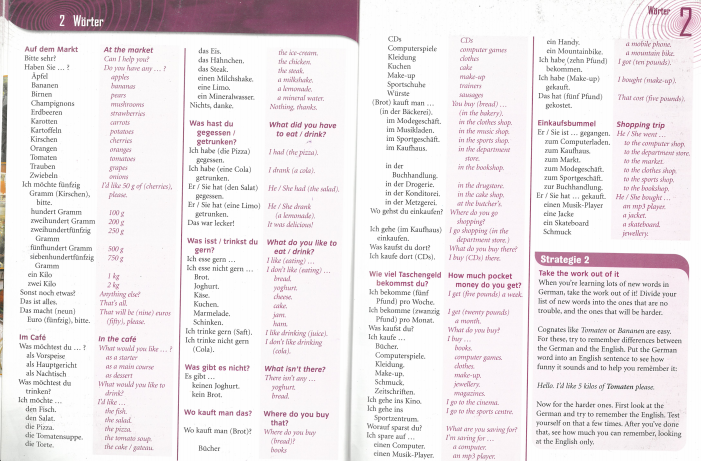 2 Wörter
Auf dem Markt At the market
Bitte sehr? Can I help you?
Haben Sie ... ? Do you have ... ?
Äpfel apples
Bananen bananas
Birnen pears
Champignons mushrooms
Erdbeeren strawberries
Karotten carrots
Kartoffeln potatoes
Kirschen cherries
Orangen oranges
Tomaten tomatoes
Trauben grapes
Zwiebeln onions
Ich möchte fünfzig I'd like 50 g of (cherries),
Gramm (Kirschen), please.
bitte.
hundert Gramm 100 g
zweihundert Gramm 200 g
zweihundertfünfzig 250 g
Gramm
fünfhundert Gramm 500 g
siebenhundertfünfzig 750 g
Gramm
ein Kilo 1 kg
zwei Kilo 2 kg
Sonst noch etwas? Anything else?
Das ist alles. That's all.
Das macht (neun) That will be (nine) euros
Euro (fünfzig), bitte. (fifty), please.
Im Café In the café
Was möchtest du ... ? What would you like ... ?
als Vorspeise as a starter
als Hauptgericht as a main course
als Nachtisch as dessert
Was möchtest du What would you like to
trinken? drink?
Ich möchte ... I'd like ...
den Fisch. the fish.
den Salat. the salad.
die Pizza. the pizza.
die Tomatensuppe. the tomato soup.
die Torte. the cake / gateau.
das Eis. the ice-cream.
das Hähnchen. the chicken.
das Steak. the steak.
einen Milchshake. a milkshake.
eine Limo. a lemonade.
ein Mineralwasser. a mineral water.
Nichts, danke. Nothing, thanks.
Was hast du What did you have
gegessen / to eat / drink?
getrunken?
Ich habe (die Pizza) I had (the pizza).
gegessen.
Ich habe (eine Cola) I drank (a cola).
getrunken.
Er / Sie hat (den Salat) He / She had (the salad).
gegessen.
Er / Sie hat (eine Limo) He / She drank
getrunken. (a lemonade).
Das war lecker! It was delicious!
Was isst / trinkst du What do you like to
gern? eat / drink?
Ich esse gern ... I like (eating) ...
Ich esse nicht gern ... I don't like (eating) ...
Brot. bread.
Joghurt. yoghurt.
Käse. cheese.
Kuchen. cake.
Marmelade. jam.
Schinken. ham.
Ich trinke gern (Saft). I like drinking (juice).
Ich trinke nicht gern I don't like drinking
(Cola). (cola).
Was gibt es nicht? What isn't there?
Es gibt ... There isn't any ...
keinen Joghurt. yoghurt.
kein Brot. bread.
Wo kauft man das? Where do you buy
that?
Wo kauft man (Brot)? Where do you buy
(bread)?
Bücher books
Wörter 2
CDs CDs
Computerspiele computer games
Kleidung clothes
Kuchen cake
Make-up make-up
Sportschuhe trainers
Würste sausages
(Brot) kauft man ... You buy (bread) ...
(in der Bäckerei). (in the bakery).
im Modegeschäft. in the clothes shop.
im Musikladen. in the music shop.
im Sportgeschäft. in the sports shop.
im Kaufhaus. in the department
store.
in der in the bookshop.
Buchhandlung.
in der Drogerie. in the drugstore.
in der Konditorei. in the cake shop.
in der Metzgerei. at the butcher's.
Wo gehst du einkaufen? Where do you go
shopping?
Ich gehe (im Kaufhaus) I go shopping (in the
einkaufen. department store.)
Was kaufst du dort? What do you buy there?
Ich kaufe dort (CDs). I buy (CDs) there.
Wie viel Taschengeld How much pocket
bekommst du? money do you get?
Ich bekomme (fünf I get (five pounds) a week.
Pfund) pro Woche.
Ich bekomme (zwanzig I get (twenty pounds)
Pfund) pro Monat. a month.
Was kaufst du? What do you buy?
Ich kaufe ... I buy ...
Bücher. books.
Computerspiele. computer games.
Kleidung. clothes.
Make-up. make-up.
Schmuck. jewellery.
Zeitschriften. magazines.
Ich gehe ins Kino. I go to the cinema.
Ich gehe ins I go to the sports centre.
Sportzentrum.
Worauf sparst du? What are you saving for?
Ich spare auf ... I'm saving for ...
einen Computer. a computer.
einen Musik-Player. an mp3 player.
ein Handy. a mobile phone.
ein Mountainbike. a mountain bike.
Ich habe (zehn Pfund) I got (ten pounds).
bekommen.
Ich habe (Make-up) I bought (make-up).
gekauft.
Das hat (fünf Pfund) That cost (five pounds).
gekostet.
Einkaufsbummel Shopping trip
Er / Sie ist ... gegangen. He / She went ...
zum Computerladen. to the computer shop.
zum Kaufhaus. to the department store.
zum Markt. to the market.
zum Modegeschäft. to the clothes shop.
zum Sportgeschäft. to the sports shop.
zur Buchhandlung. to the bookshop.
Er / Sie hat ... gekauft. He / She bought ...
einen Musik-Player an mp3 player.
eine Jacke a jacket.
ein Skateboard a skateboard.
Schmuck jewellery.
Strategie 2
Take the work out of it
When you're learning lots of new words in
German, take the work out of it! Divide your
list of new words into the ones that are no
trouble, and the ones that will be harder.
Cognates like Tomaten or Bananen are easy.
For these, try to remember differences between
the German and the English. Put the German
word into an English sentence to see how
funny it sounds and to help you remember it:
Hello. I'd like 5 kilos of Tomaten please.
Now for the harder ones. First look at the
German and try to remember the English. Test
yourself on that a few times. After you've done
that, see how much you can remember, looking
at the English only.